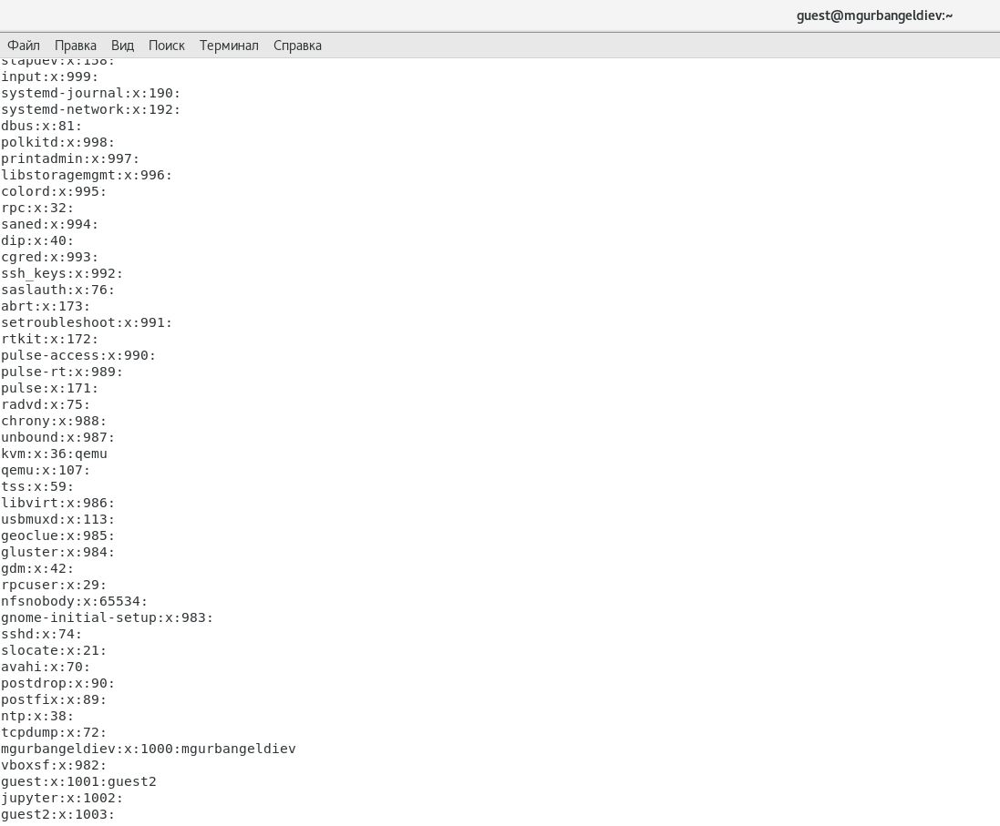 guest@mgurbangeldiev:~
Файл Правка Вид Поиск Терминал Справка
stapdev:x:158:
input:x:999:
systemd-journal:x:190:
systemd-network:x:192:
dbus:x:81:
polkitd:x:998:
printadmin:x:997:
libstoragemgmt:x:996:
colord:x:995:
rpc:x:32:
saned:x:994:
dip:x:40:
cgred:x:993:
ssh_keys:x:992:
saslauth:x:76:
abrt:x:173:
setroubleshoot:x:991:
rtkit:x:172:
pulse-access:x:990:
pulse-rt:x:989:
pulse:x:171:
radvd:x:75:
chrony:x:988:
unbound:x:987:
kvm:x:36:qemu
qemu:x:107:
tss:x:59:
libvirt:x:986:
usbmuxd:x:113:
geoclue:x:985:
gluster:x:984:
gdm:x:42:
rpcuser:x:29:
nfsnobody:x:65534:
gnome-initial-setup:x:983:
sshd:x:74:
slocate:x:21:
avahi:x:70:
postdrop:x:90:
postfix:x:89:
ntp:x:38:
tcpdump:x:72:
mgurbangeldiev:x:1000:mgurbangeldiev
vboxsf:x:982:
guest:x:1001:guest2
jupyter:x:1002:
guest2:x:1003: